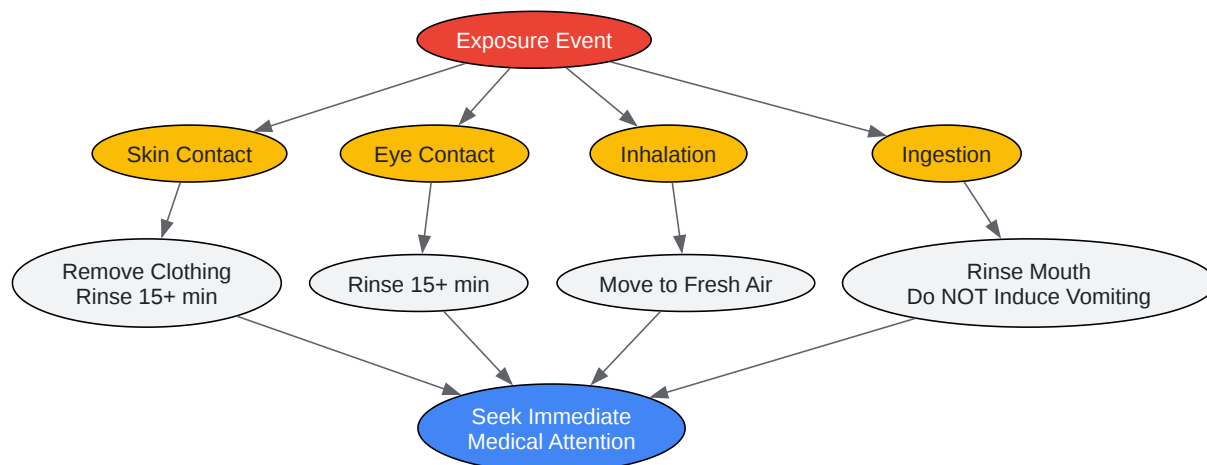 Exposure Event
Skin Contact
Eye Contact
Inhalation
Ingestion
Remove Clothing
Rinse 15+ min
Rinse 15+ min
Move to Fresh Air
Rinse Mouth
Do NOT Induce Vomiting
Seek Immediate
Medical Attention